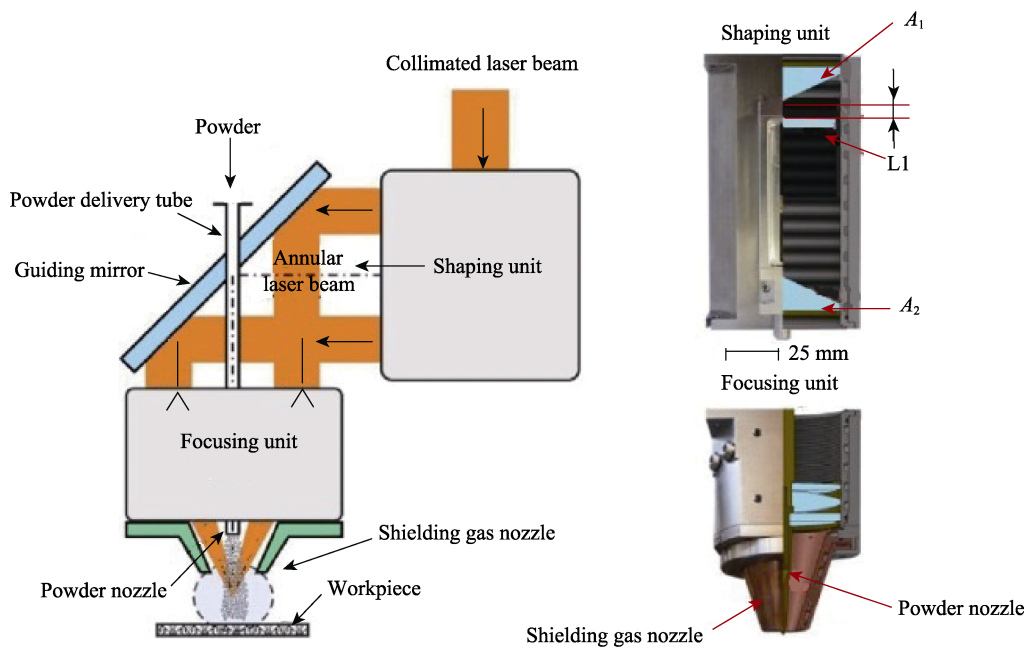 Collimated laser beam
Powder
Powder delivery tube
Guiding mirror
Annular
laser beam
Shaping unit
Focusing unit
Shielding gas nozzle
Powder nozzle
Workpiece
Shaping unit
A1
L1
A2
25 mm
Focusing unit
Powder nozzle
Shielding gas nozzle